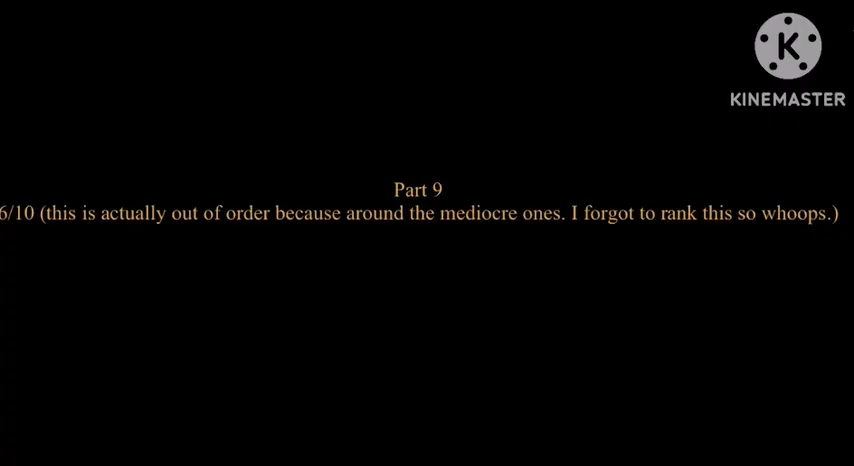 K
KINEMASTER
Part 9
6/10 (this is actually out of order because around the mediocre ones. I forgot to rank this so whoops.)